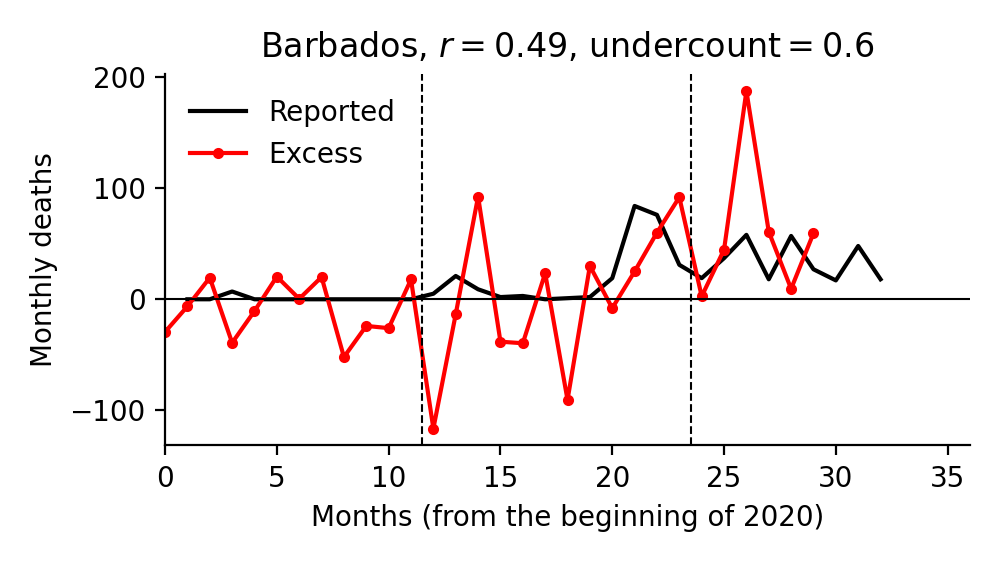 Barbados, r = 0.49, undercount = 0.6
200
100
0
−100
Monthly deaths
Reported
Excess
0 5 10 15 20 25 30 35
Months (from the beginning of 2020)